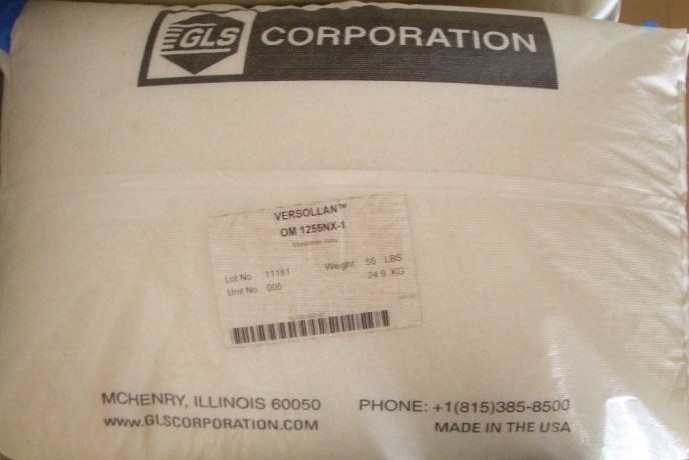 GLS CORPORATION
VERSOLLAN™
OM 1255NX-1
Lot No. 11181 Weight 55 LBS
Unit No. 005 24.9 KG
MCHENRY, ILLINOIS 60050 PHONE: +1(815)385-8500
www.GLSCORPORATION.COM MADE IN THE USA